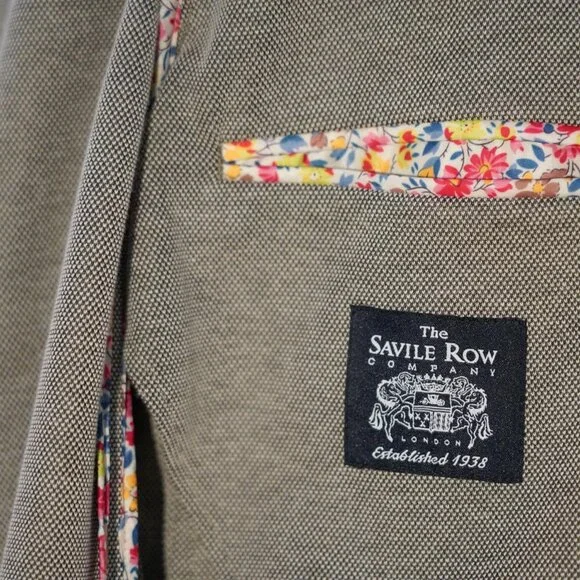 The
SAVILE ROW
COMPANY
LONDON
Established 1938